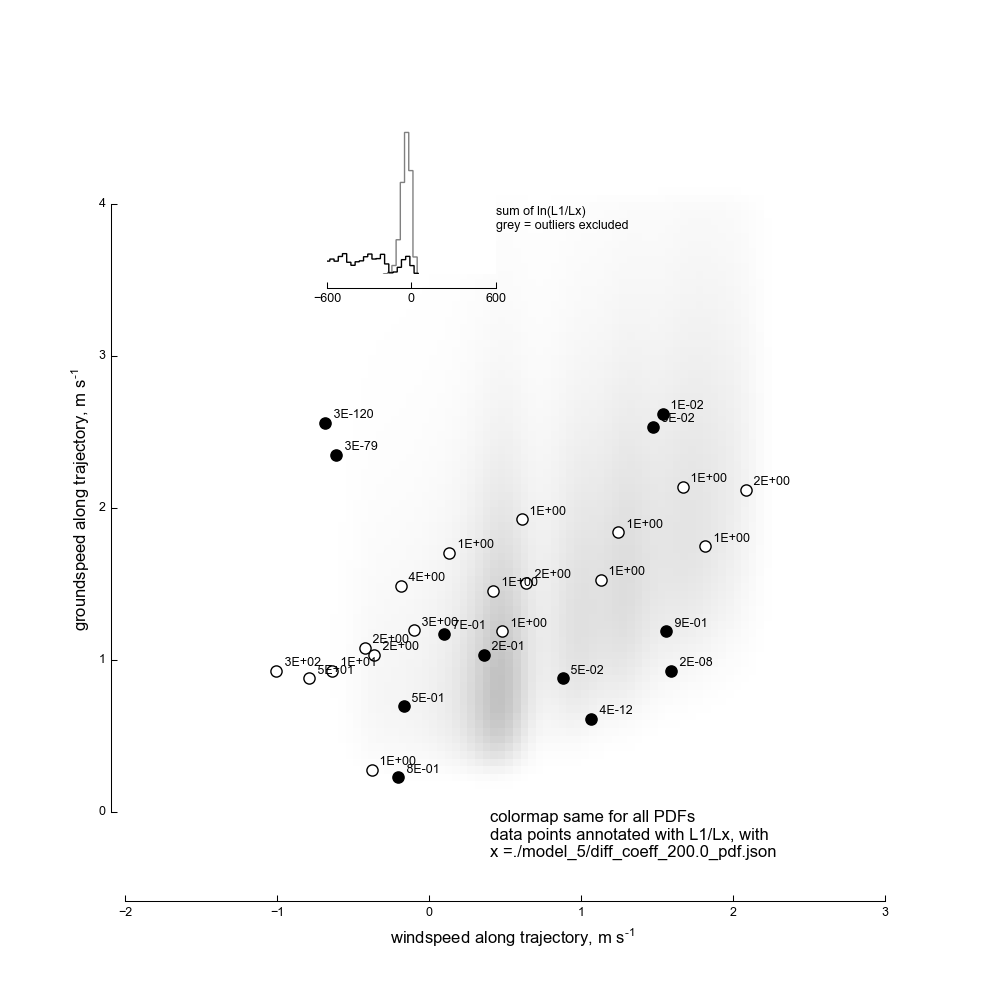 sum of ln(L1/Lx)
grey = outliers excluded
4
−600
0
600
3
3E-120
1E-02
3E-79
2E+00
1E+00
2
1E+00
1E+00
1E+00
1E+00
4E+00
1E+00
2E+00
1E+00
3E+00
7E-01
1E+00
9E-01
2E+00
2E+00
2E-01
1
3E+02
5E+01
1E+01
5E-02
2E-08
5E-01
4E-12
1E+00
8E-01
0
groundspeed along trajectory, m s-1
colormap same for all PDFs
data points annotated with L1/Lx, with
x =./model_5/diff_coeff_200.0_pdf.json
−2
−1
0
1
2
3
windspeed along trajectory, m s-1